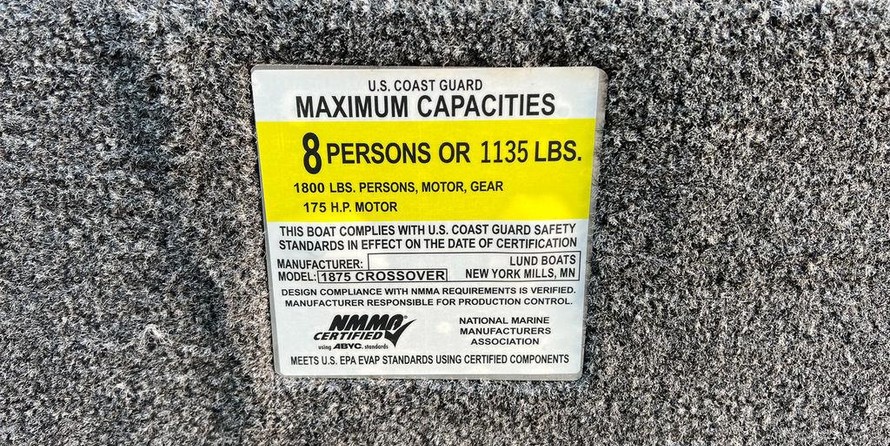 U.S. COAST GUARD
MAXIMUM CAPACITIES
8 PERSONS OR 1135 LBS.
1800 LBS. PERSONS, MOTOR, GEAR
175 H.P. MOTOR
THIS BOAT COMPLIES WITH U.S. COAST GUARD SAFETY
STANDARDS IN EFFECT ON THE DATE OF CERTIFICATION
MANUFACTURER: LUND BOATS
MODEL: 1875 CROSSOVER NEW YORK MILLS, MN
DESIGN COMPLIANCE WITH NMMA REQUIREMENTS IS VERIFIED.
MANUFACTURER RESPONSIBLE FOR PRODUCTION CONTROL.
NMMA
CERTIFIED
using ABYC. standards
NATIONAL MARINE
MANUFACTURERS
ASSOCIATION
MEETS U.S. EPA EVAP STANDARDS USING CERTIFIED COMPONENTS